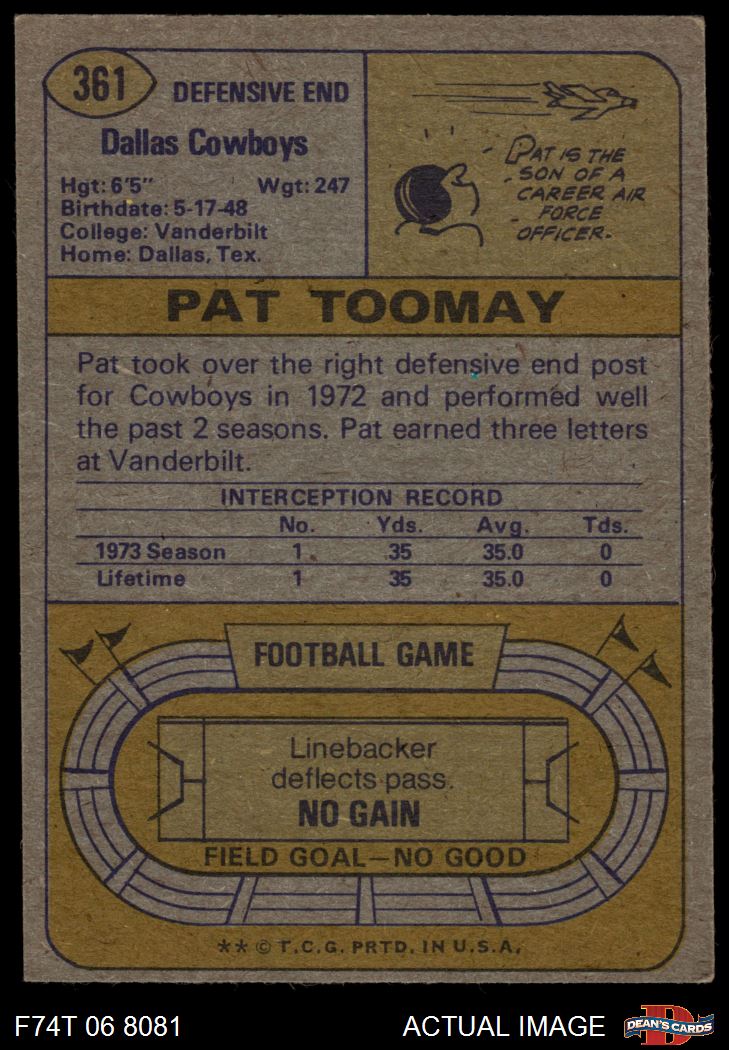 361
DEFENSIVE END
Dallas Cowboys
Hgt: 6'5" Wgt: 247
Birthdate: 5-17-48
College: Vanderbilt
Home: Dallas, Tex.
PAT IS THE
SON OF A
CAREER AIR
FORCE
OFFICER.
PAT TOOMAY
Pat took over the right defensive end post
for Cowboys in 1972 and performed well
the past 2 seasons. Pat earned three letters
at Vanderbilt.
INTERCEPTION RECORD
No. Yds. Avg. Tds.
1973 Season 1 35 35.0 0
Lifetime 1 35 35.0 0
FOOTBALL GAME
Linebacker
deflects pass.
NO GAIN
FIELD GOAL—NO GOOD
** © T.C.G. PRTD. IN U.S.A.
F74T 06 8081 ACTUAL IMAGE DEAN'S CARDS